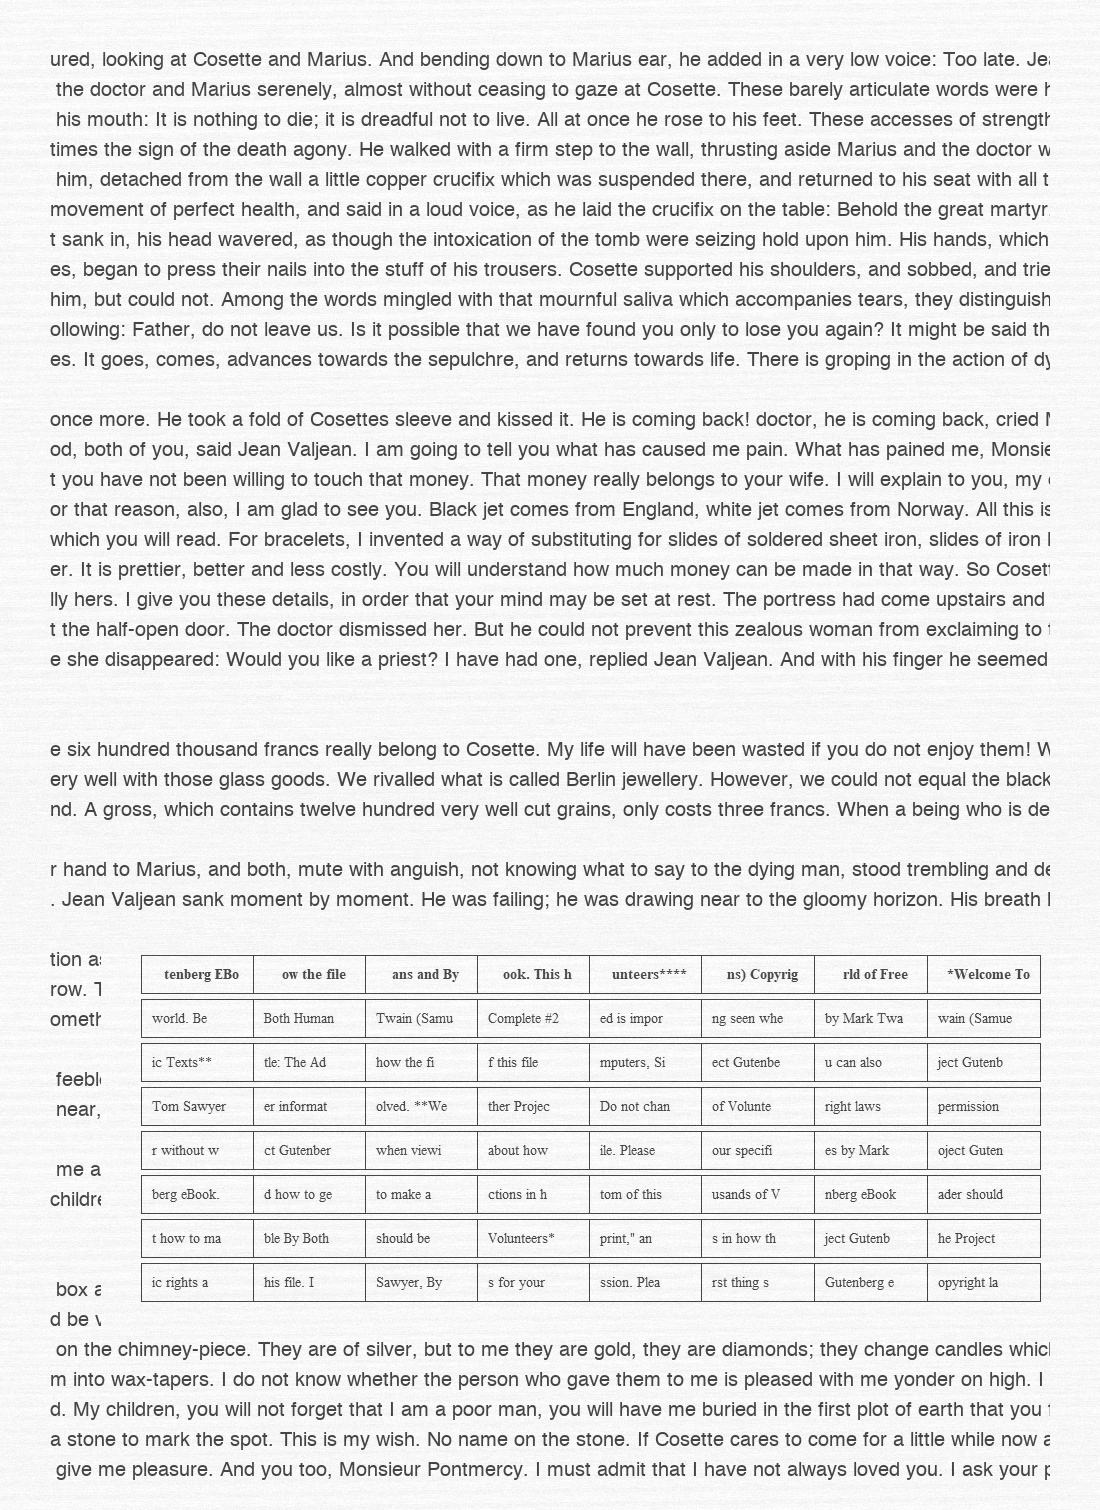 ured, looking at Cosette and Marius. And bending down to Marius ear, he added in a very low voice: Too late.
the doctor and Marius serenely, almost without ceasing to gaze at Cosette. These barely articulate words were
his mouth: It is nothing to die; it is dreadful not to live. All at once he rose to his feet. These accesses of strength
times the sign of the death agony. He walked with a firm step to the wall, thrusting aside Marius and the doctor
him, detached from the wall a little copper crucifix which was suspended there, and returned to his seat with all
movement of perfect health, and said in a loud voice, as he laid the crucifix on the table: Behold the great martyr.
t sank in, his head wavered, as though the intoxication of the tomb were seizing hold upon him. His hands, which
es, began to press their nails into the stuff of his trousers. Cosette supported his shoulders, and sobbed, and trie
him, but could not. Among the words mingled with that mournful saliva which accompanies tears, they distinguish
ollowing: Father, do not leave us. Is it possible that we have found you only to lose you again? It might be said th
es. It goes, comes, advances towards the sepulchre, and returns towards life. There is groping in the action of dy
once more. He took a fold of Cosettes sleeve and kissed it. He is coming back! doctor, he is coming back, cried
od, both of you, said Jean Valjean. I am going to tell you what has caused me pain. What has pained me, Monsie
t you have not been willing to touch that money. That money really belongs to your wife. I will explain to you, my
or that reason, also, I am glad to see you. Black jet comes from England, white jet comes from Norway. All this is
which you will read. For bracelets, I invented a way of substituting for slides of soldered sheet iron, slides of iron
er. It is prettier, better and less costly. You will understand how much money can be made in that way. So Coset
lly hers. I give you these details, in order that your mind may be set at rest. The portress had come upstairs and
t the half-open door. The doctor dismissed her. But he could not prevent this zealous woman from exclaiming to
e she disappeared: Would you like a priest? I have had one, replied Jean Valjean. And with his finger he seemed
e six hundred thousand francs really belong to Cosette. My life will have been wasted if you do not enjoy them!
ery well with those glass goods. We rivalled what is called Berlin jewellery. However, we could not equal the black
nd. A gross, which contains twelve hundred very well cut grains, only costs three francs. When a being who is de
r hand to Marius, and both, mute with anguish, not knowing what to say to the dying man, stood trembling and de
. Jean Valjean sank moment by moment. He was failing; he was drawing near to the gloomy horizon. His breath
tion a
row. T
ometh
feebl
near,
me a
childre
box a
d be v
tenberg EBo ow the file ans and By ook. This h unteers**** ns) Copyrig rld of Free *Welcome To
world. Be Both Human Twain (Samu Complete #2 ed is impor ng seen whe by Mark Twa wain (Samue
ic Texts** tle: The Ad how the fi f this file mputers, Si ect Gutenbe u can also ject Gutenb
Tom Sawyer er informat olved. **We ther Projec Do not chan of Volunte right laws permission
r without w ct Gutenber when viewi about how ile. Please our specifi es by Mark oject Guten
berg eBook. d how to ge to make a ctions in h tom of this usands of V nberg eBook ader should
t how to ma ble By Both should be Volunteers* print," an s in how th ject Gutenb he Project
ic rights a his file. I Sawyer, By s for your ssion. Plea rst thing s Gutenberg e opyright la
on the chimney-piece. They are of silver, but to me they are gold, they are diamonds; they change candles whic
m into wax-tapers. I do not know whether the person who gave them to me is pleased with me yonder on high. I
d. My children, you will not forget that I am a poor man, you will have me buried in the first plot of earth that you
a stone to mark the spot. This is my wish. No name on the stone. If Cosette cares to come for a little while now
give me pleasure. And you too, Monsieur Pontmercy. I must admit that I have not always loved you. I ask your